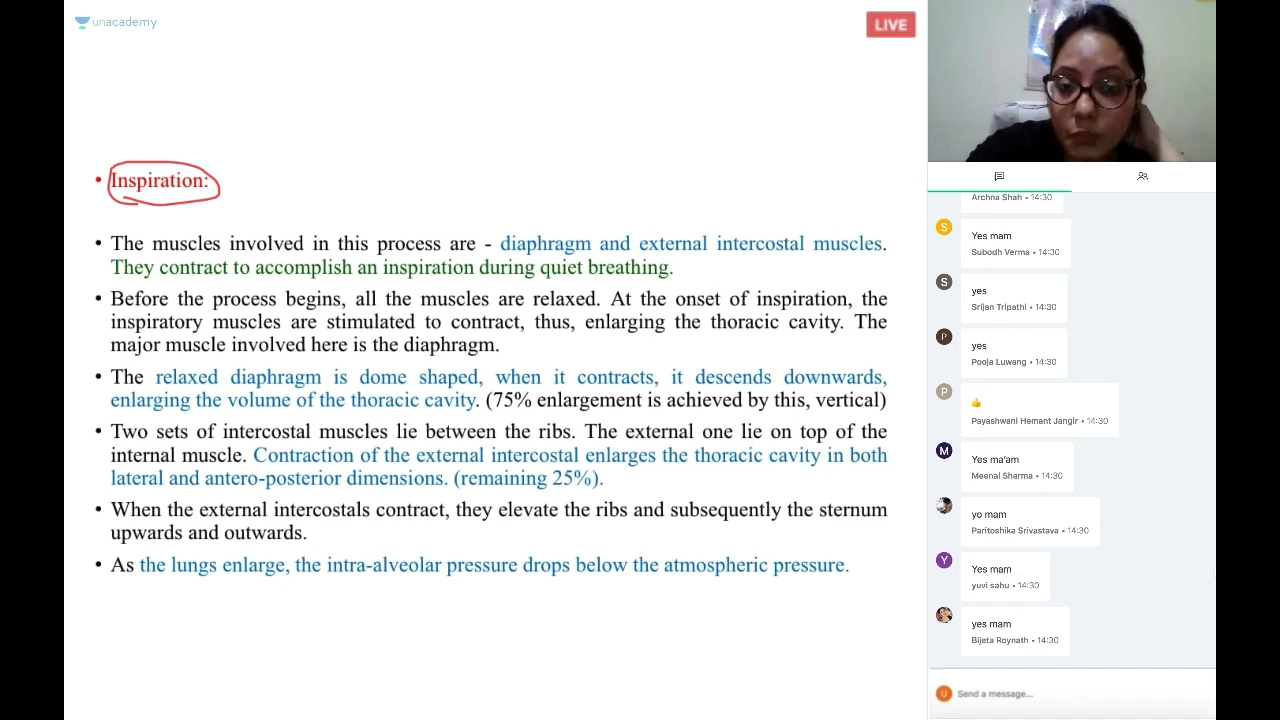 unacademy
LIVE
• Inspiration:
• The muscles involved in this process are - diaphragm and external intercostal muscles.
They contract to accomplish an inspiration during quiet breathing.
• Before the process begins, all the muscles are relaxed. At the onset of inspiration, the
inspiratory muscles are stimulated to contract, thus, enlarging the thoracic cavity. The
major muscle involved here is the diaphragm.
• The relaxed diaphragm is dome shaped, when it contracts, it descends downwards,
enlarging the volume of the thoracic cavity. (75% enlargement is achieved by this, vertical)
• Two sets of intercostal muscles lie between the ribs. The external one lie on top of the
internal muscle. Contraction of the external intercostal enlarges the thoracic cavity in both
lateral and antero-posterior dimensions. (remaining 25%).
• When the external intercostals contract, they elevate the ribs and subsequently the sternum
upwards and outwards.
• As the lungs enlarge, the intra-alveolar pressure drops below the atmospheric pressure.
Archna Shah • 14:30
S
Yes mam
Subodh Verma • 14:30
S
yes
Srijan Tripathi • 14:30
P
yes
Pooja Luwang • 14:30
P
👍
Payashwani Hemant Jangir • 14:30
M
Yes ma'am
Meenal Sharma • 14:30
yo mam
Paritoshika Srivastava • 14:30
Y
Yes mam
yuvi sahu • 14:30
yes mam
Bijeta Roynath • 14:30
U
Send a message...